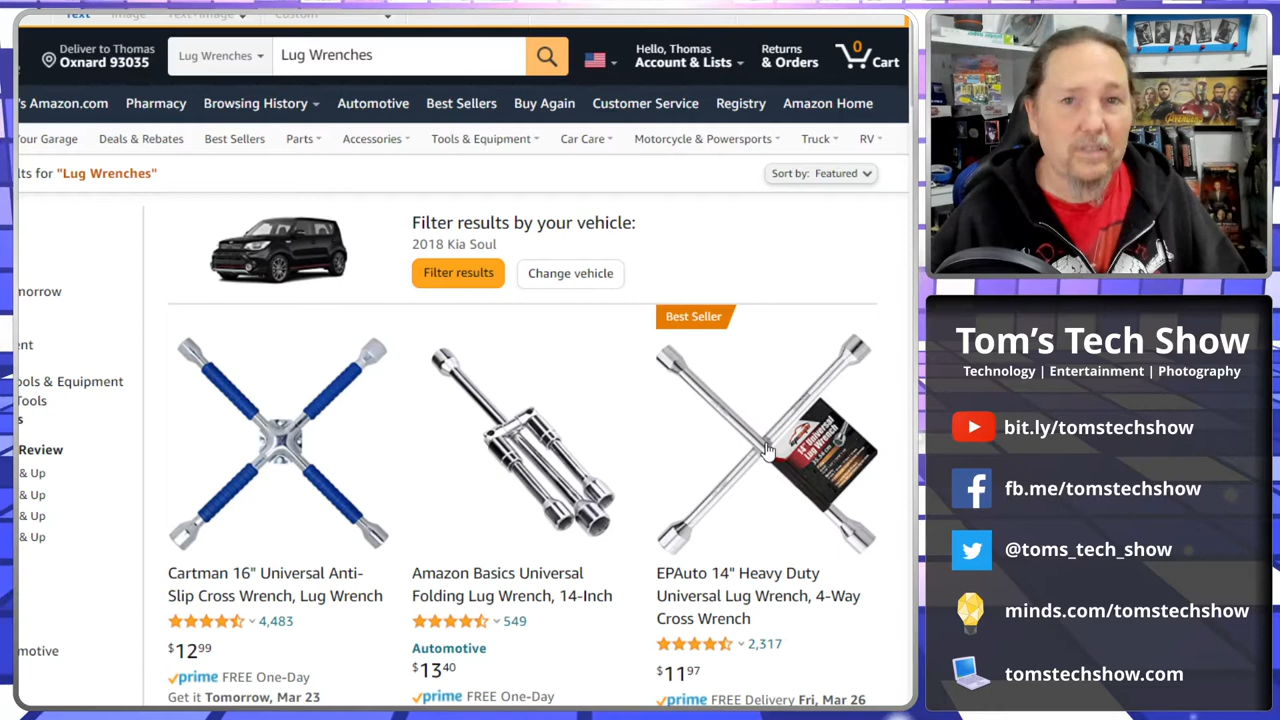 Text Image Text+Image Custom
Deliver to Thomas
Oxnard 93035
Lug Wrenches
Lug Wrenches
Hello, Thomas
Account & Lists
Returns
& Orders
0
Cart
's Amazon.com Pharmacy Browsing History Automotive Best Sellers Buy Again Customer Service Registry Amazon Home
our Garage Deals & Rebates Best Sellers Parts Accessories Tools & Equipment Car Care Motorcycle & Powersports Truck RV
lts for "Lug Wrenches"
Sort by: Featured
Filter results by your vehicle:
2018 Kia Soul
Filter results
Change vehicle
morrow
ent
ools & Equipment
Tools
s
Review
& Up
& Up
& Up
& Up
omotive
Cartman 16" Universal Anti-
Slip Cross Wrench, Lug Wrench
4,483
$12.99
prime FREE One-Day
Get it Tomorrow, Mar 23
Amazon Basics Universal
Folding Lug Wrench, 14-Inch
549
Automotive
$13.40
prime FREE One-Day
Best Seller
14" Universal
Lug Wrench
EPAuto 14" Heavy Duty
Universal Lug Wrench, 4-Way
Cross Wrench
2,317
$11.97
prime FREE Delivery Fri, Mar 26
Tom's Tech Show
Technology | Entertainment | Photography
bit.ly/tomstechshow
fb.me/tomstechshow
@toms_tech_show
minds.com/tomstechshow
tomstechshow.com